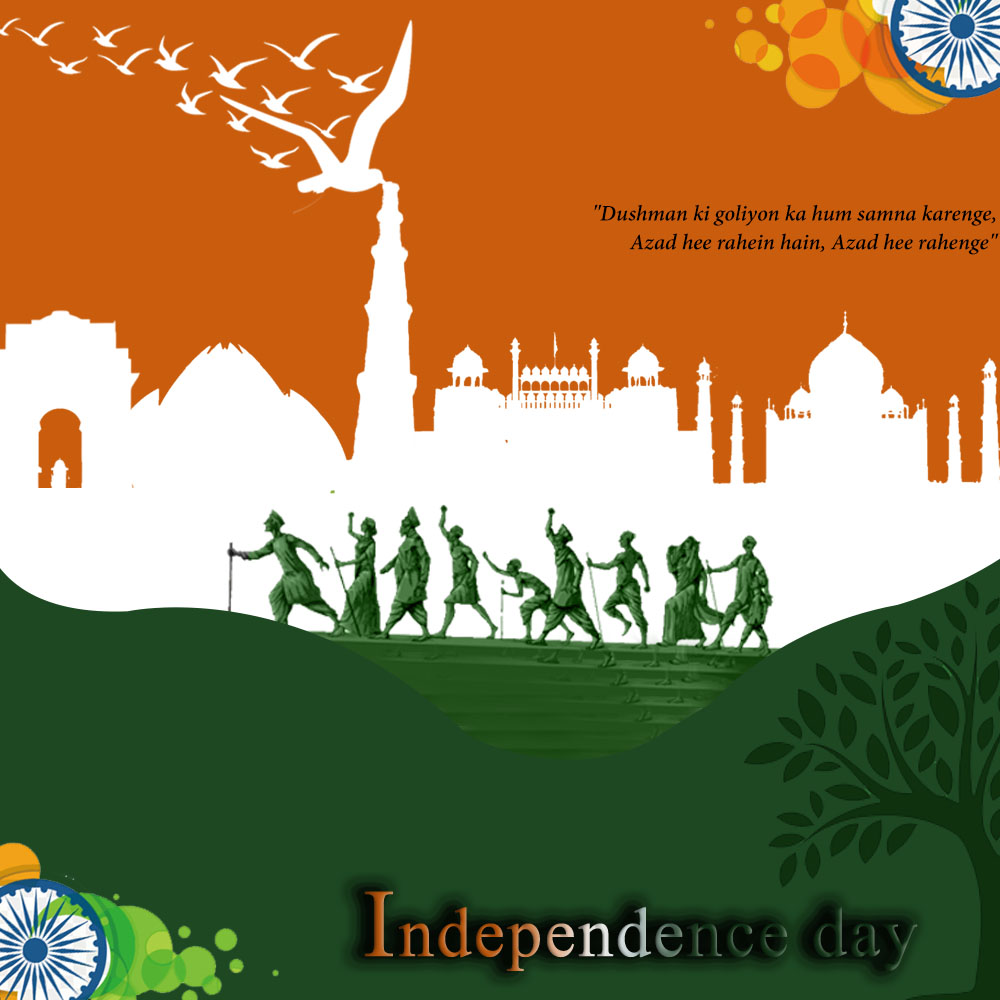 "Dushman ki goliyon ka hum samna karenge,
Azad hee rahein hain, Azad hee rahenge"
Independence day